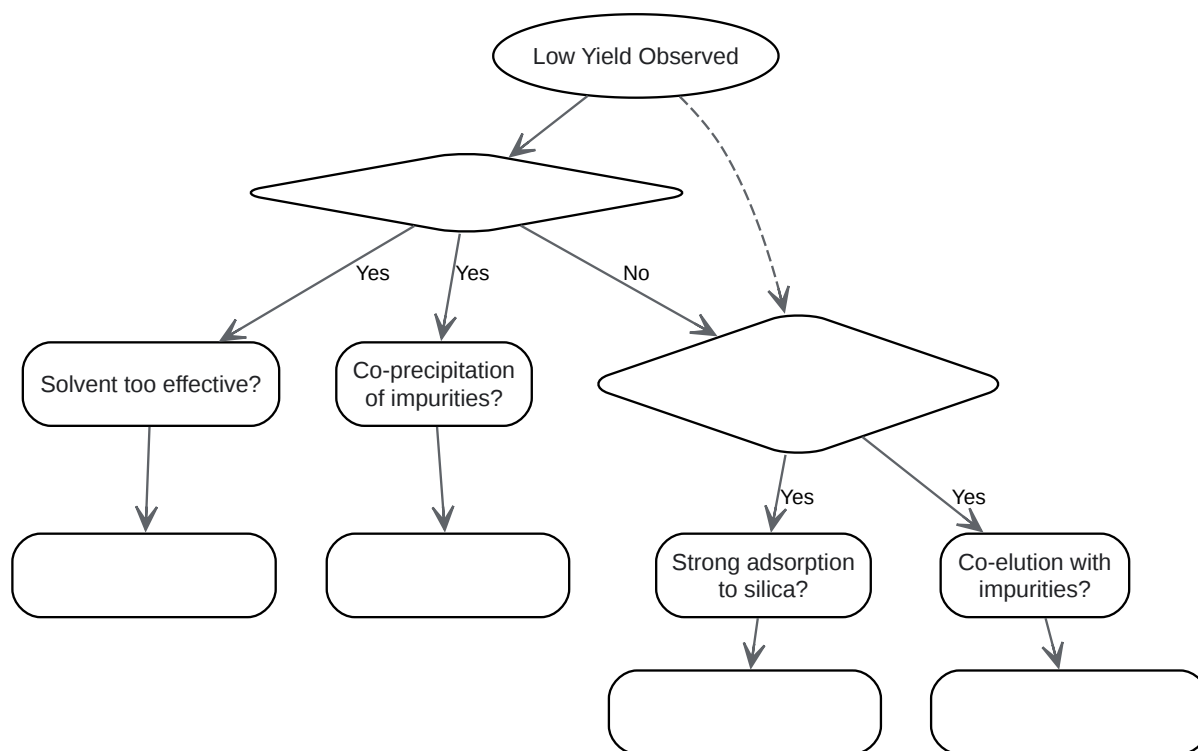 Low Yield Observed
Yes
Yes
No
Solvent too effective?
Co-precipitation
of impurities?
Yes
Yes
Strong adsorption
to silica?
Co-elution with
impurities?